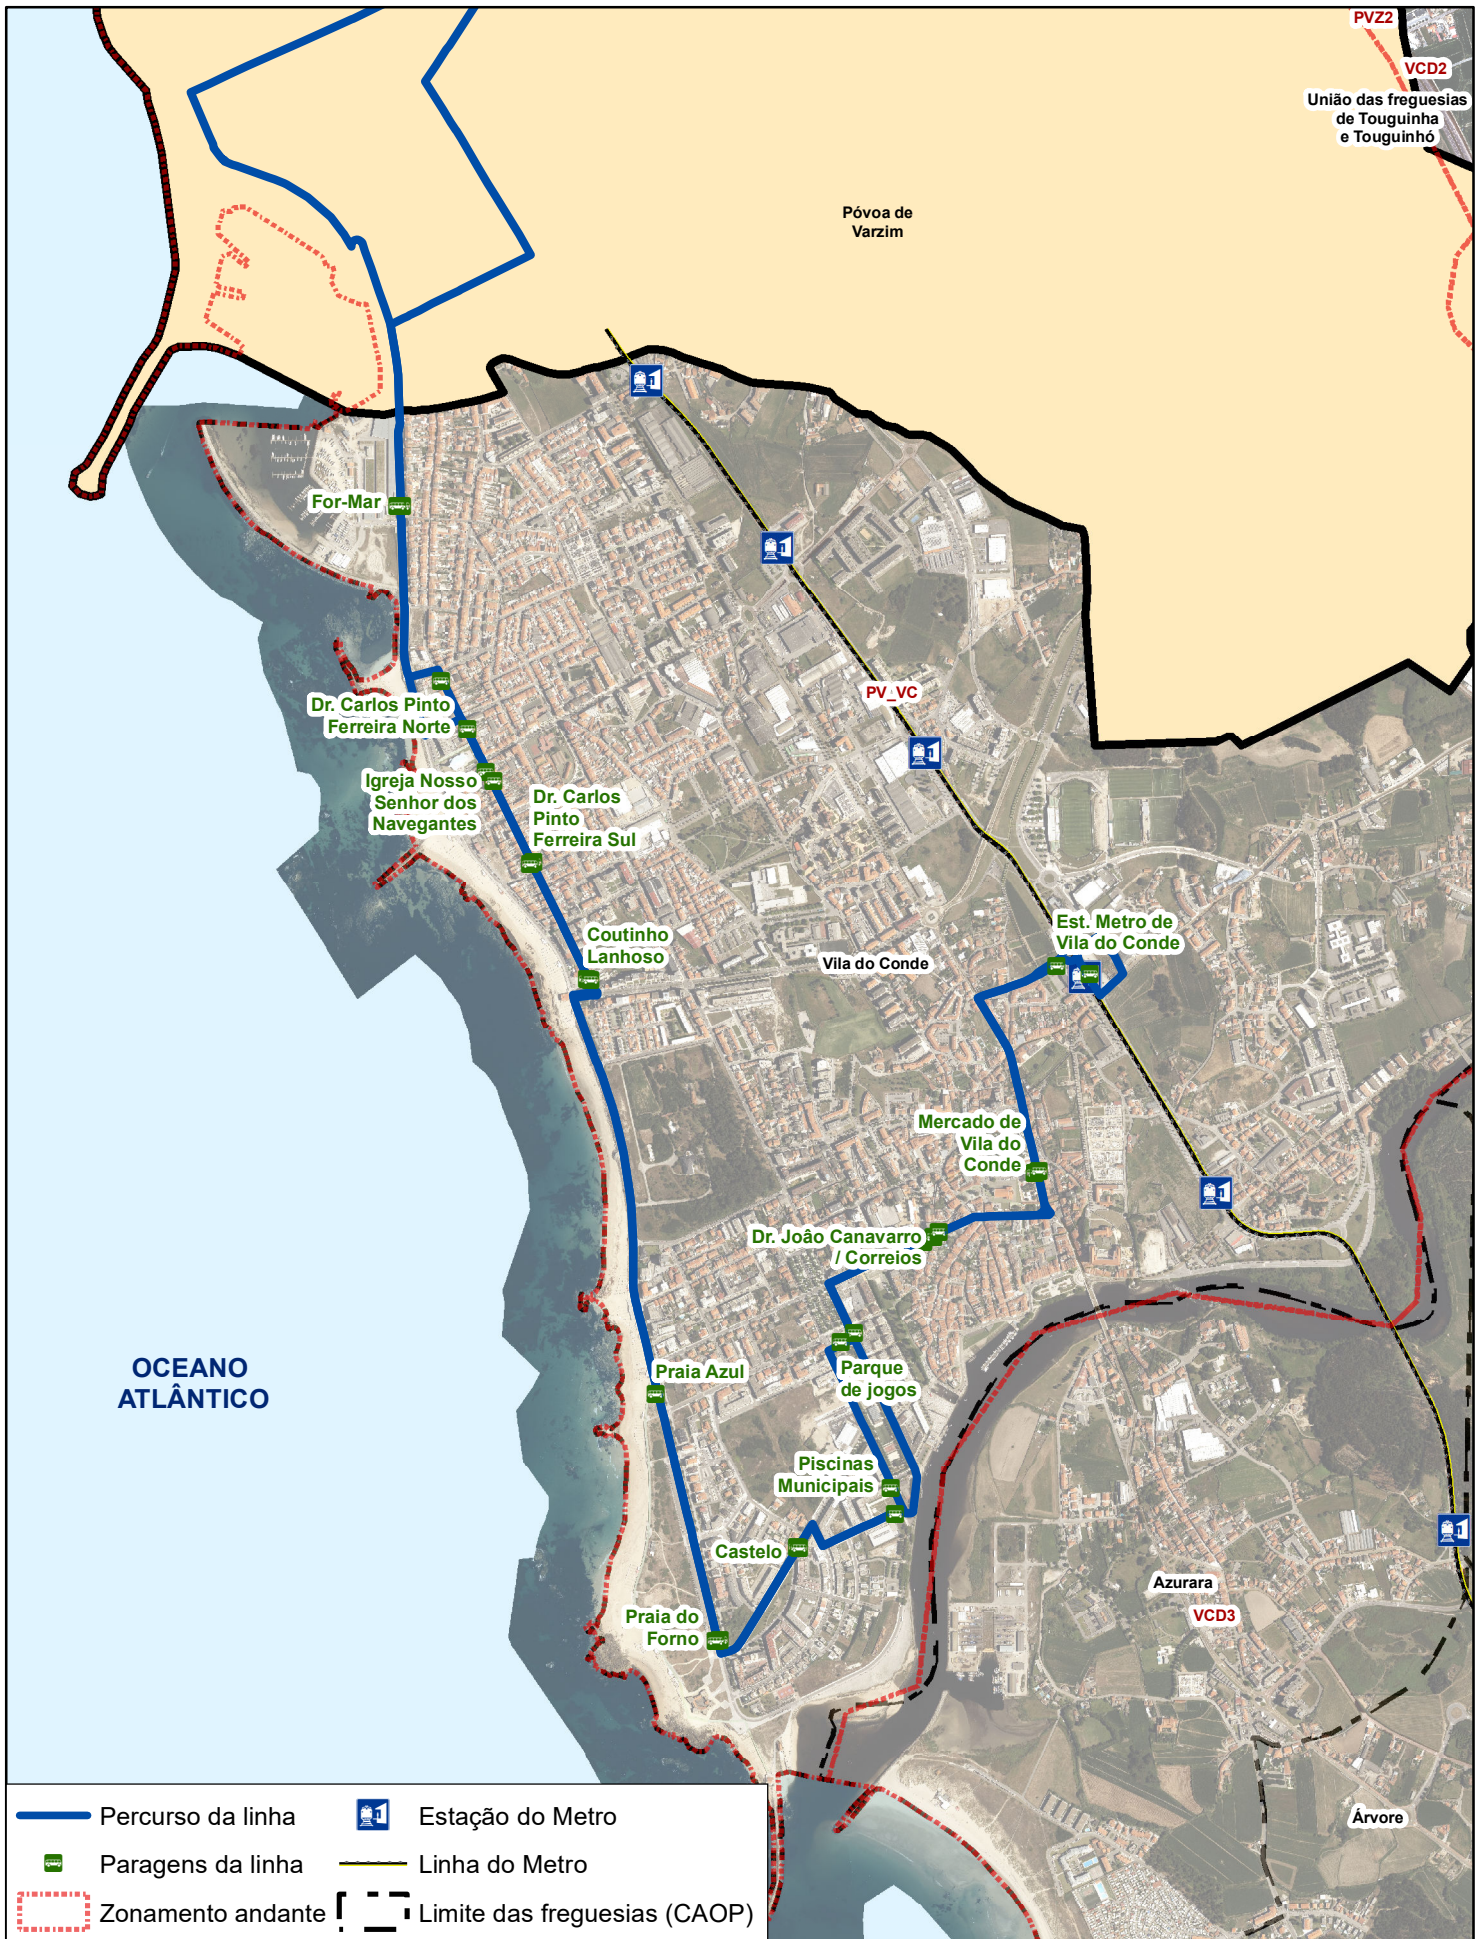 PVZ2
VCD2
União das freguesias
de Touguinha
e Touguinhó
Póvoa de
Varzim
For-Mar
PV_VC
Dr. Carlos Pinto
Ferreira Norte
Igreja Nosso
Senhor dos
Navegantes
Dr. Carlos
Pinto
Ferreira Sul
Coutinho
Lanhoso
Est. Metro de
Vila do Conde
Vila do Conde
Mercado de
Vila do
Conde
Dr. Joâo Canavarro
/ Correios
OCEANO
ATLÂNTICO
Praia Azul
Parque
de jogos
Piscinas
Municipais
Castelo
Praia do
Forno
Azurara
VCD3
Árvore
Percurso da linha
Estação do Metro
Paragens da linha
Linha do Metro
Zonamento andante
Limite das freguesias (CAOP)